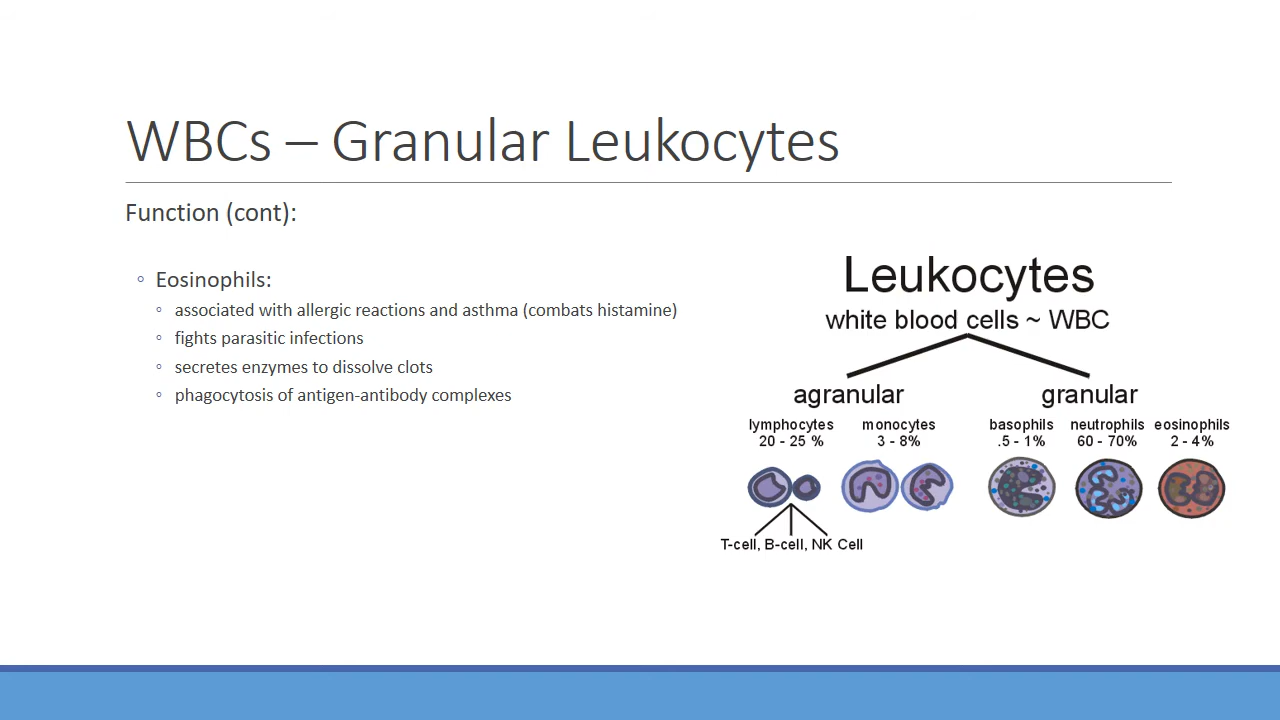 WBCs – Granular Leukocytes
Function (cont):
◦ Eosinophils:
◦ associated with allergic reactions and asthma (combats histamine)
◦ fights parasitic infections
◦ secretes enzymes to dissolve clots
◦ phagocytosis of antigen-antibody complexes
Leukocytes
white blood cells ~ WBC
agranular granular
lymphocytes monocytes basophils neutrophils eosinophils
20 - 25 % 3 - 8% .5 - 1% 60 - 70% 2 - 4%
T-cell, B-cell, NK Cell